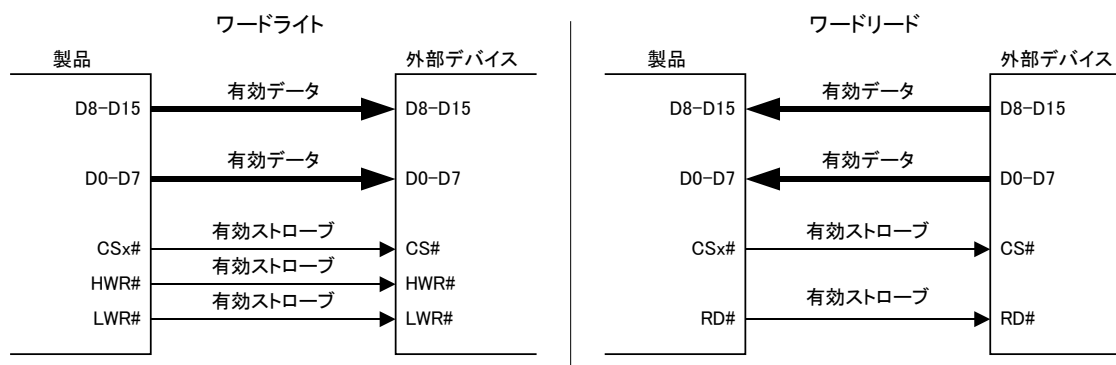 ワードライト
製品
外部デバイス
D8-D15
有効データ
D8-D15
D0-D7
有効データ
D0-D7
CSx#
有効ストローブ
CS#
HWR#
有効ストローブ
HWR#
LWR#
有効ストローブ
LWR#
ワードリード
製品
外部デバイス
D8-D15
有効データ
D8-D15
D0-D7
有効データ
D0-D7
CSx#
有効ストローブ
CS#
RD#
有効ストローブ
RD#